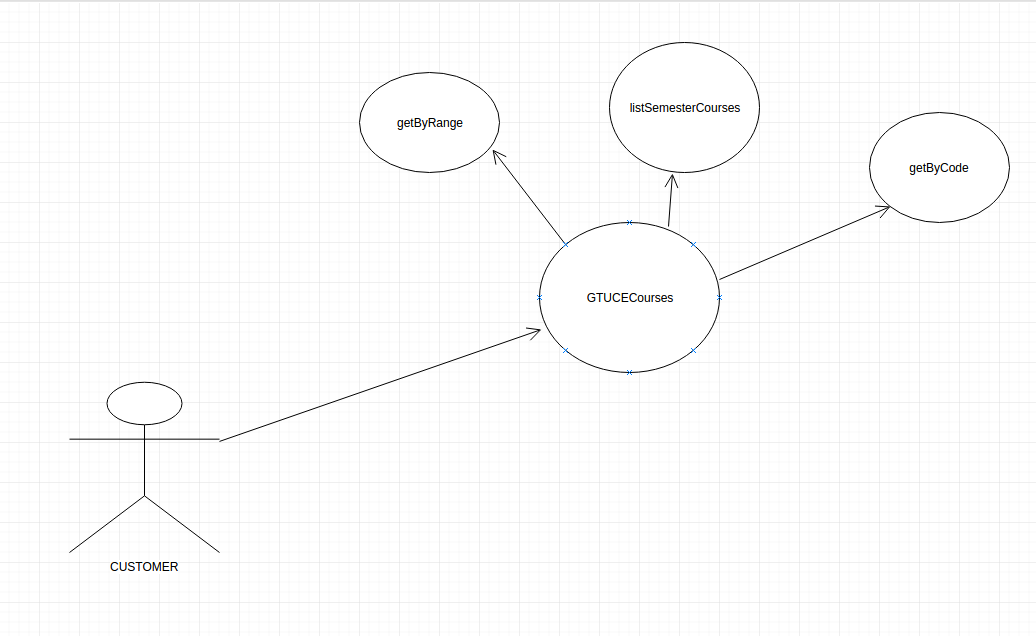 listSemesterCourses
getByRange
getByCode
GTUCECourses
CUSTOMER